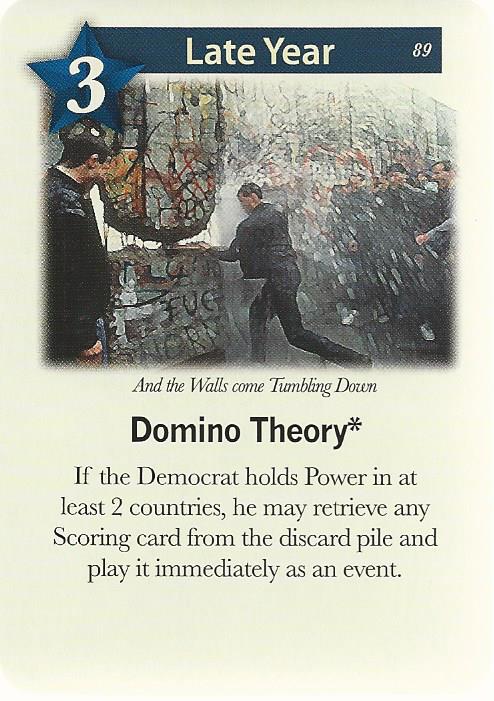 3
Late Year
89
And the Walls come Tumbling Down
Domino Theory*
If the Democrat holds Power in at
least 2 countries, he may retrieve any
Scoring card from the discard pile and
play it immediately as an event.